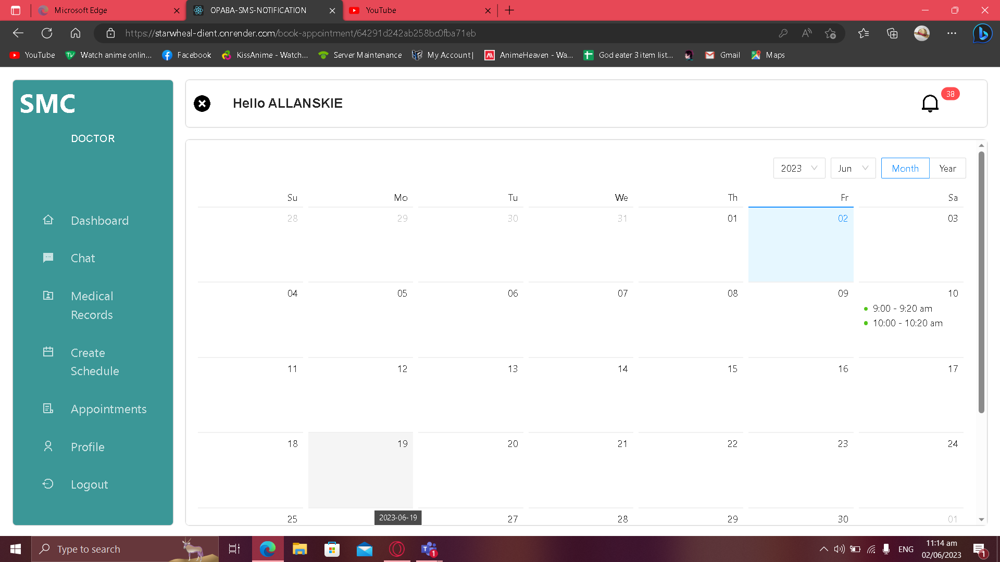 Microsoft Edge
OPABA-SMS-NOTIFICATION
YouTube
https://starwheal-client.onrender.com/book-appointment/64291d242ab258bc0fba71eb
YouTube
Watch anime onlin...
Facebook
KissAnime - Watch...
Server Maintenance
My Account |
AnimeHeaven - Wa...
God eater 3 item list...
Gmail
Maps
SMC
DOCTOR
Dashboard
Chat
Medical
Records
Create
Schedule
Appointments
Profile
Logout
Hello ALLANSKIE
38
2023 Jun Month Year
Su Mo Tu We Th Fr Sa
28 29 30 31 01 02 03
04 05 06 07 08 09 10
9:00 - 9:20 am
10:00 - 10:20 am
11 12 13 14 15 16 17
18 19 20 21 22 23 24
25 27 28 29 30 01
2023-06-19
Type to search
1
ENG
11:14 am
02/06/2023
1